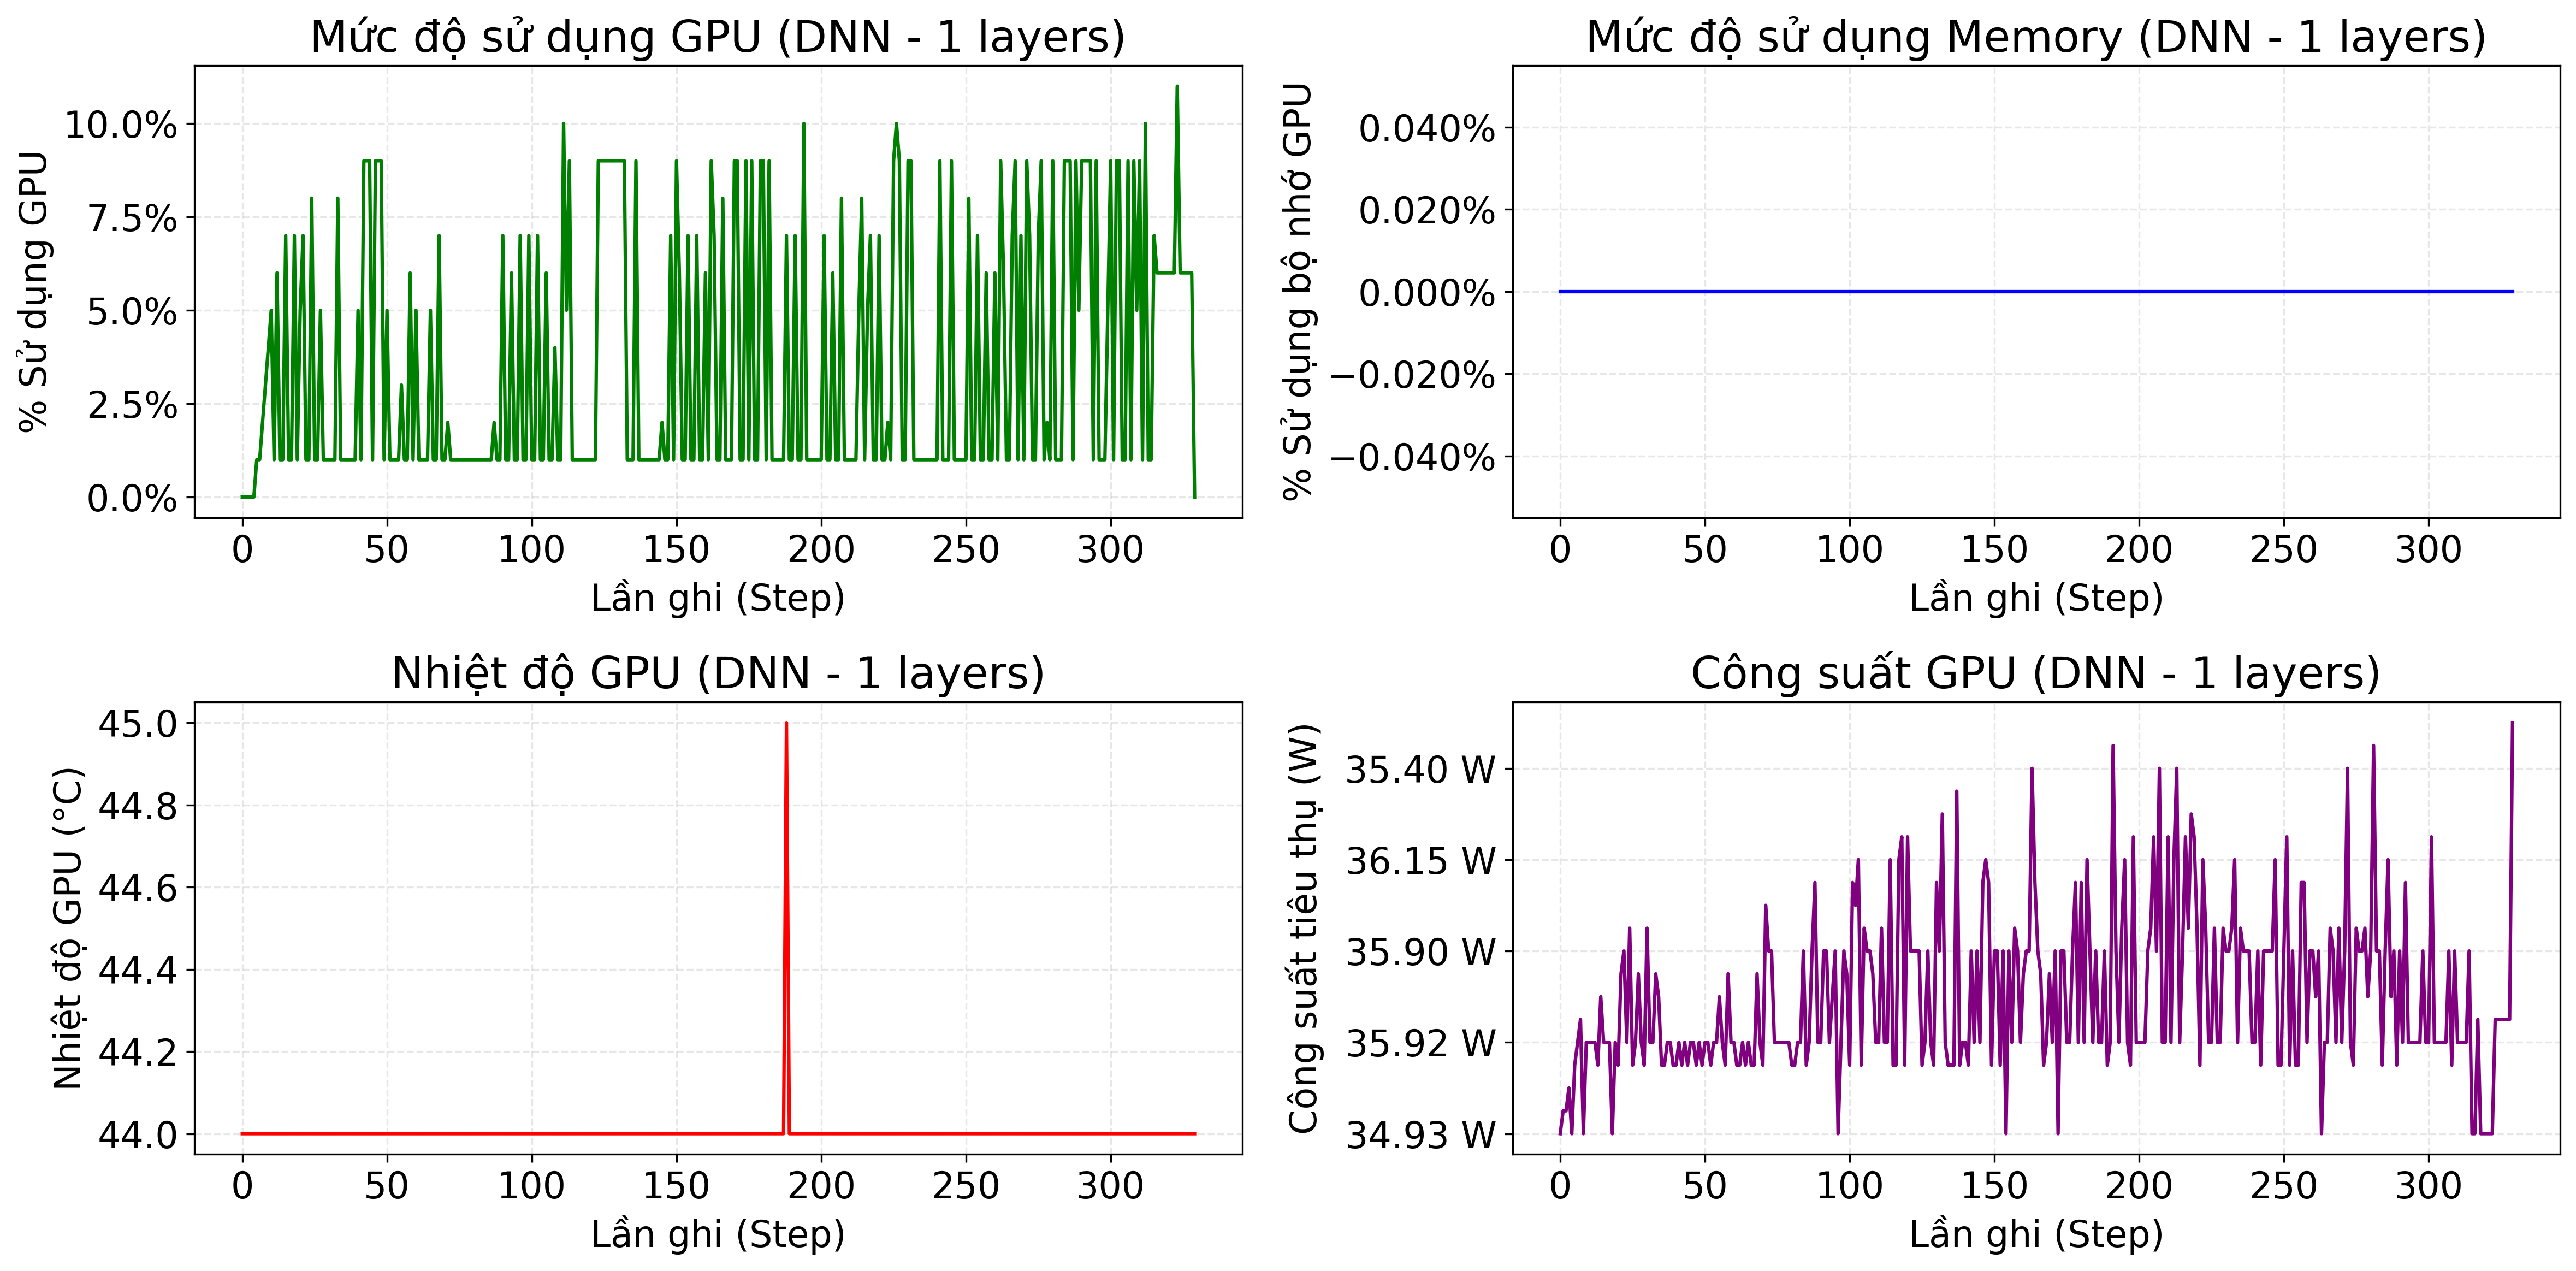 Mức độ sử dụng GPU (DNN - 1 layers)
% Sử dụng GPU
10.0%
7.5%
5.0%
2.5%
0.0%
0 50 100 150 200 250 300
Lần ghi (Step)
Mức độ sử dụng Memory (DNN - 1 layers)
% Sử dụng bộ nhớ GPU
0.040%
0.020%
0.000%
−0.020%
−0.040%
0 50 100 150 200 250 300
Lần ghi (Step)
Nhiệt độ GPU (DNN - 1 layers)
Nhiệt độ GPU (°C)
45.0
44.8
44.6
44.4
44.2
44.0
0 50 100 150 200 250 300
Lần ghi (Step)
Công suất GPU (DNN - 1 layers)
Công suất tiêu thụ (W)
35.40 W
36.15 W
35.90 W
35.92 W
34.93 W
0 50 100 150 200 250 300
Lần ghi (Step)